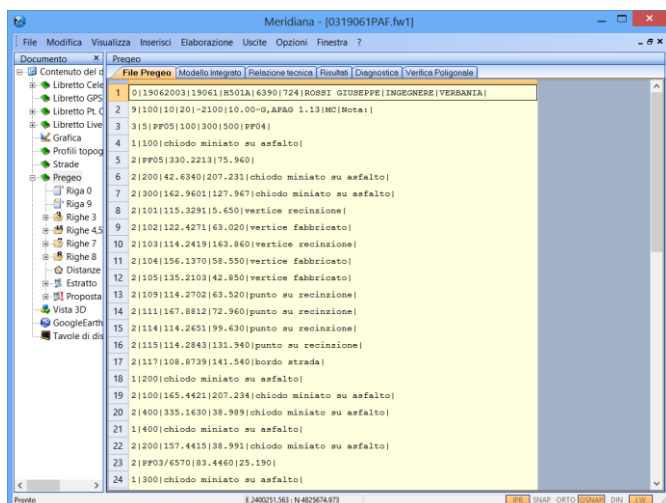 Meridiana - [0319061PAF.fw1]
File Modifica Visualizza Inserisci Elaborazione Uscite Opzioni Finestra ?
Documento
Contenuto del d
Libretto Cele
Libretto GPS
Libretto Pt. C
Libretto Live
Grafica
Profili topog
Strade
Pregeo
Riga 0
Riga 9
Righe 3
Righe 4,5
Righe 7
Righe 8
Distanze
Estratto
Proposta
Vista 3D
GoogleEarth
Tavole di dis
Pregeo
File Pregeo Modello Integrato Relazione tecnica Risultati Diagnostica Verifica Poligonale
1 0|19062003|19061|H501A|6390|724|ROSSI GIUSEPPE|INGEGNERE|VERBANIA|
2 9|100|10|20|-2100|10.00-G,APAG 1.13|MC|Nota:|
3 3|5|PF05|100|300|500|PF04|
4 1|100|chiodo miniato su asfalto|
5 2|PF05|330.2213|75.960|
6 2|200|42.6340|207.231|chiodo miniato su asfalto|
7 2|300|162.9601|127.967|chiodo miniato su asfalto|
8 2|101|115.3291|5.650|vertice recinzione|
9 2|102|122.4271|63.020|vertice fabbricato|
10 2|103|114.2419|163.860|vertice recinzione|
11 2|104|156.1370|58.550|vertice fabbricato|
12 2|105|135.2103|42.850|vertice fabbricato|
13 2|109|114.2702|63.520|punto su recinzione|
14 2|111|167.8812|72.960|punto su recinzione|
15 2|114|114.2651|99.630|punto su recinzione|
16 2|115|114.2843|131.940|punto su recinzione|
17 2|117|108.8739|141.540|bordo strada|
18 1|200|chiodo miniato su asfalto|
19 2|100|165.4421|207.234|chiodo miniato su asfalto|
20 2|400|335.1630|38.989|chiodo miniato su asfalto|
21 1|400|chiodo miniato su asfalto|
22 2|200|157.4415|38.991|chiodo miniato su asfalto|
23 2|PF03/6570|83.4460|25.190|
24 1|300|chiodo miniato su asfalto|
Pronto E 2400251.563 ; N 4825674.973 IPR SNAP ORTO OSNAP DIN LW